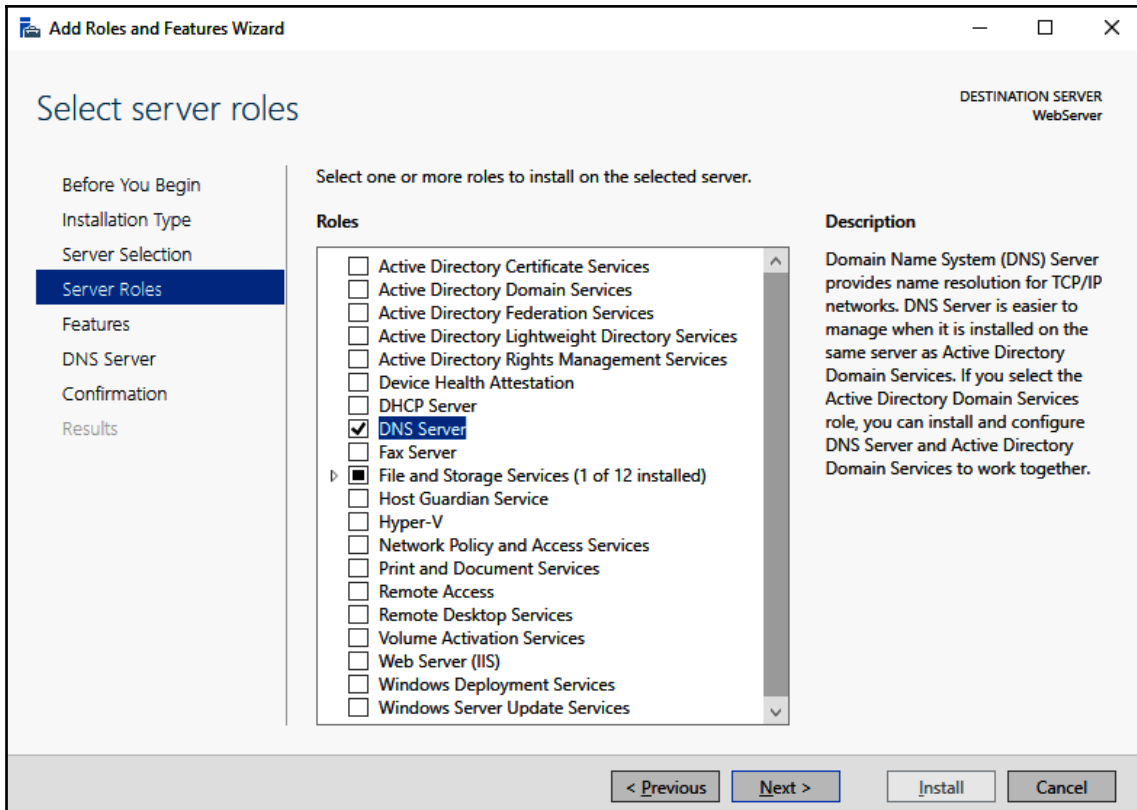 Add Roles and Features Wizard
Select server roles
DESTINATION SERVER
WebServer
Before You Begin
Installation Type
Server Selection
Server Roles
Features
DNS Server
Confirmation
Results
Select one or more roles to install on the selected server.
Roles
Active Directory Certificate Services
Active Directory Domain Services
Active Directory Federation Services
Active Directory Lightweight Directory Services
Active Directory Rights Management Services
Device Health Attestation
DHCP Server
DNS Server
Fax Server
File and Storage Services (1 of 12 installed)
Host Guardian Service
Hyper-V
Network Policy and Access Services
Print and Document Services
Remote Access
Remote Desktop Services
Volume Activation Services
Web Server (IIS)
Windows Deployment Services
Windows Server Update Services
Description
Domain Name System (DNS) Server
provides name resolution for TCP/IP
networks. DNS Server is easier to
manage when it is installed on the
same server as Active Directory
Domain Services. If you select the
Active Directory Domain Services
role, you can install and configure
DNS Server and Active Directory
Domain Services to work together.
< Previous
Next >
Install
Cancel